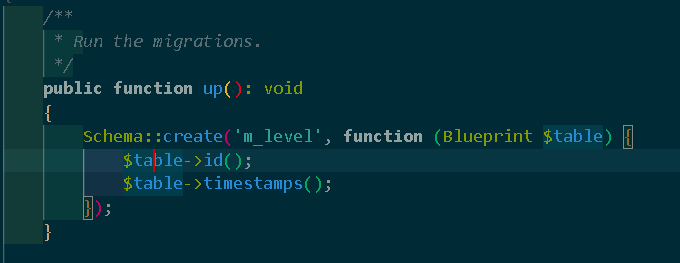 /**
 * Run the migrations.
 */
public function up(): void
{
    Schema::create('m_level', function (Blueprint $table) {
        $table->id();
        $table->timestamps();
    });
}